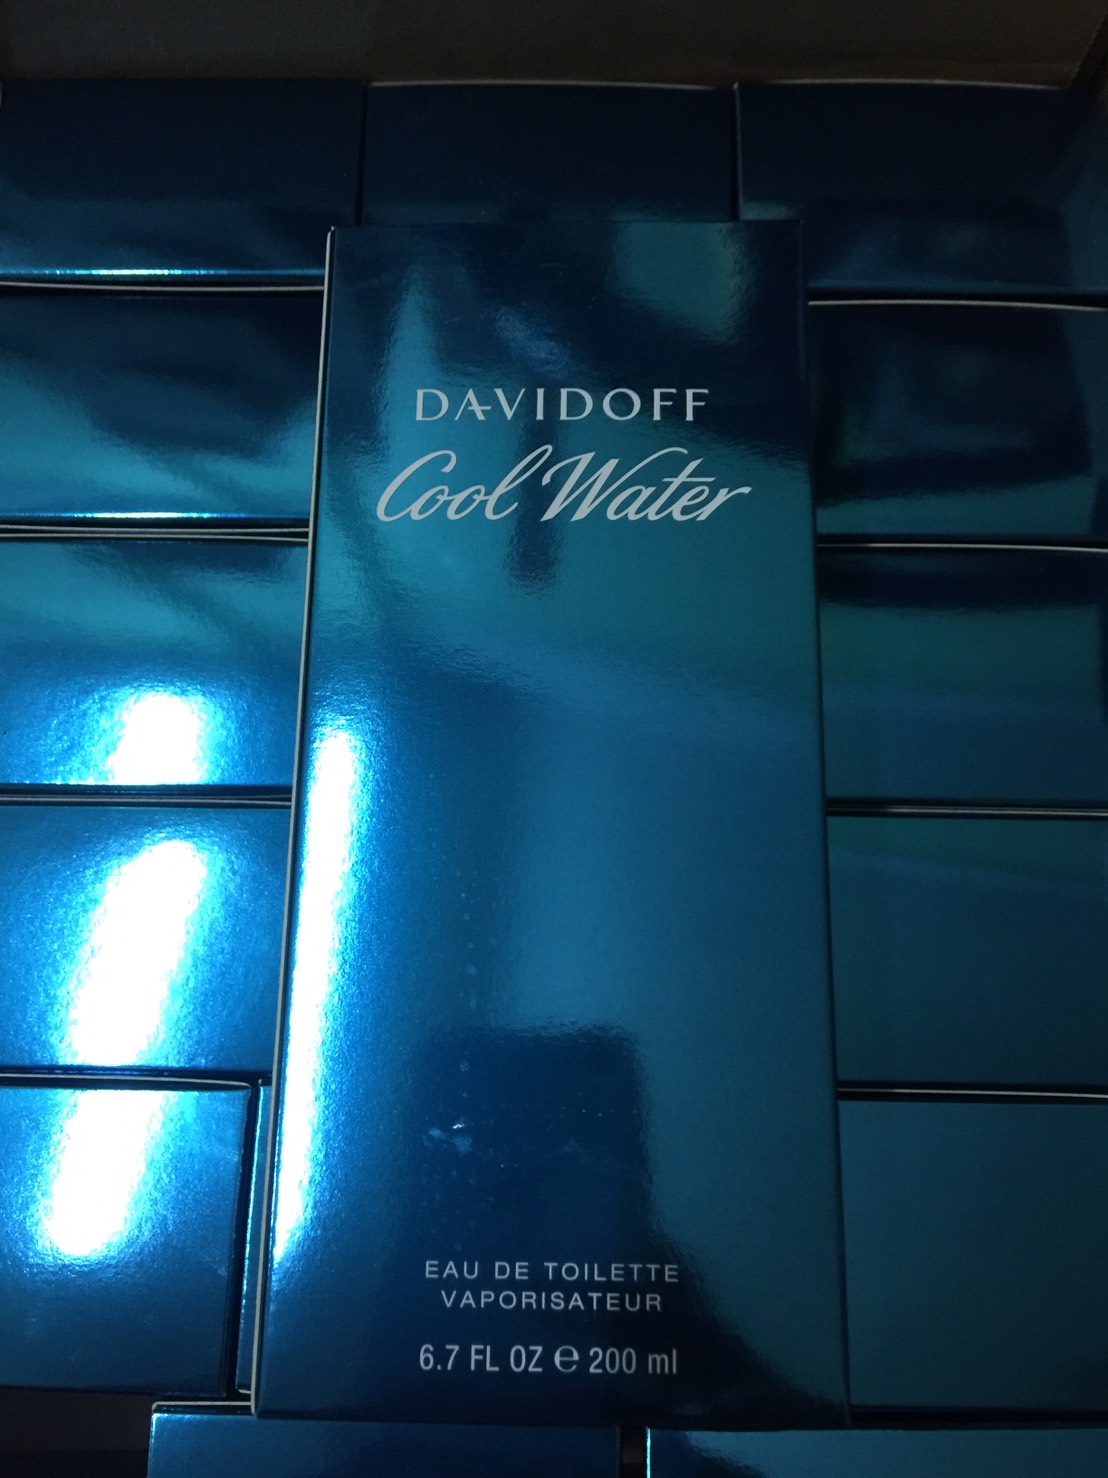 DAVIDOFF
Cool Water
EAU DE TOILETTE
VAPORISATEUR
6.7 FL OZ ℮ 200 ml